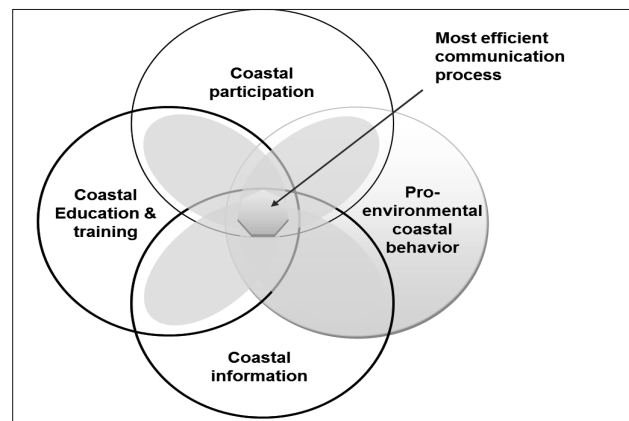 Most efficient
communication
process
Coastal
participation
Coastal
Education &
training
Pro-
environmental
coastal
behavior
Coastal
information